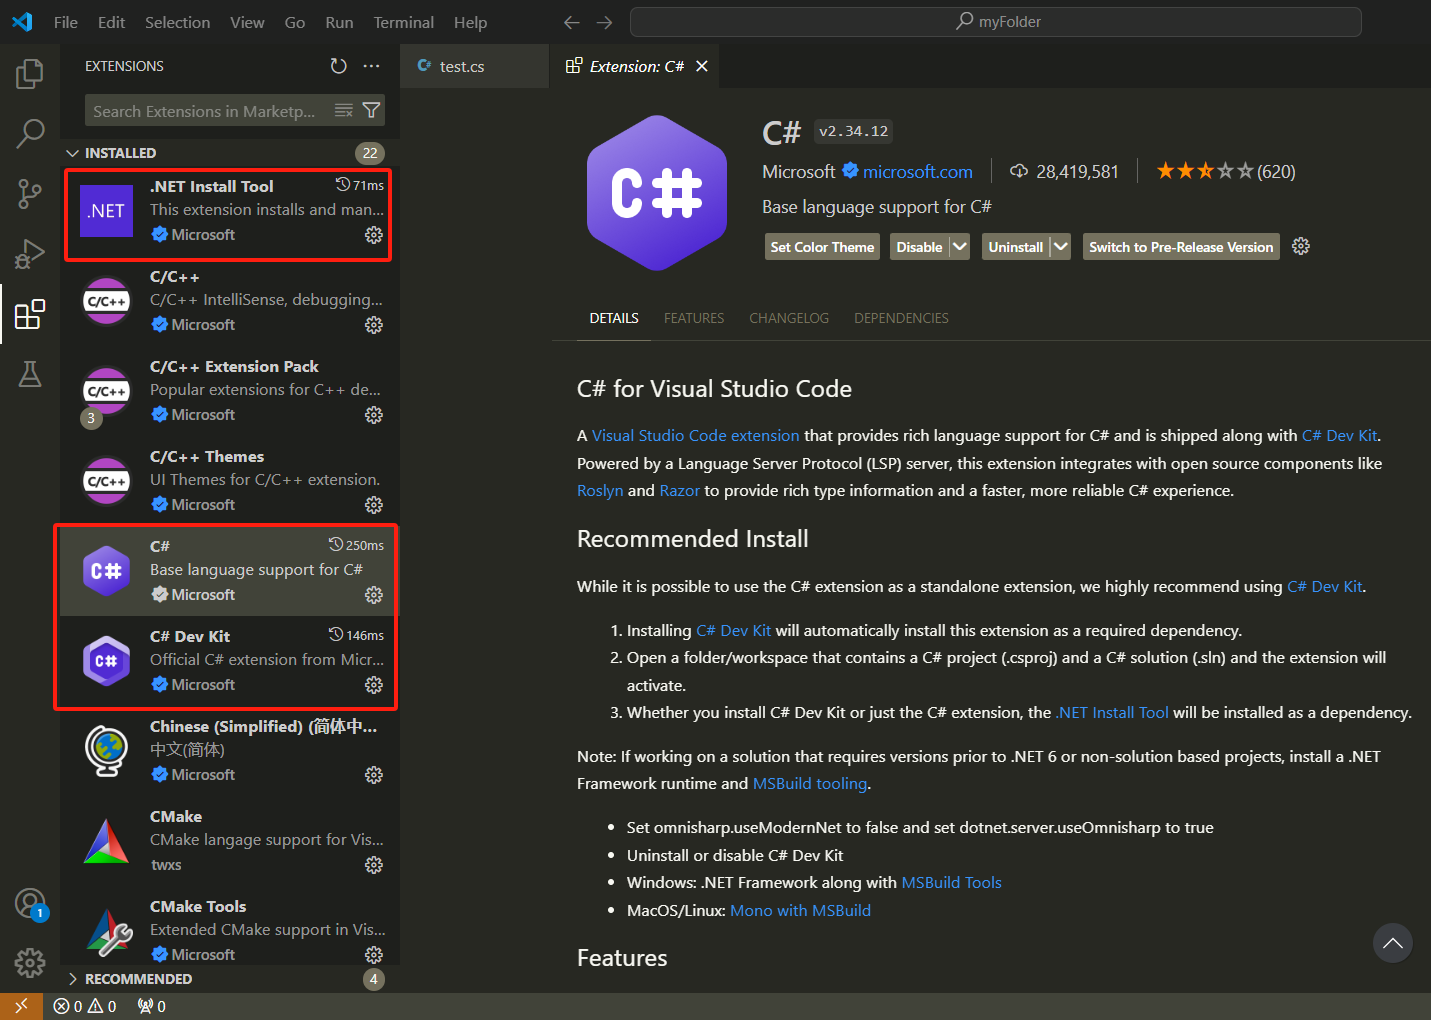 File Edit Selection View Go Run Terminal Help
myFolder
EXTENSIONS
Search Extensions in Marketp...
INSTALLED 22
.NET
.NET Install Tool 71ms
This extension installs and man...
Microsoft
C/C++
C/C++
C/C++ IntelliSense, debugging...
Microsoft
C/C++
3
C/C++ Extension Pack
Popular extensions for C++ de...
Microsoft
C/C++
C/C++ Themes
UI Themes for C/C++ extension.
Microsoft
C#
C# 250ms
Base language support for C#
Microsoft
C#
C# Dev Kit 146ms
Official C# extension from Micr...
Microsoft
Chinese (Simplified) (简体中...
中文(简体)
Microsoft
CMake
CMake langage support for Vis...
twxs
CMake Tools
Extended CMake support in Vis...
Microsoft
RECOMMENDED 4
1
0 0 0
C# test.cs
Extension: C#
C#
C# v2.34.12
Microsoft microsoft.com 28,419,581 (620)
Base language support for C#
Set Color Theme Disable Uninstall Switch to Pre-Release Version
DETAILS FEATURES CHANGELOG DEPENDENCIES
C# for Visual Studio Code
A Visual Studio Code extension that provides rich language support for C# and is shipped along with C# Dev Kit.
Powered by a Language Server Protocol (LSP) server, this extension integrates with open source components like
Roslyn and Razor to provide rich type information and a faster, more reliable C# experience.
Recommended Install
While it is possible to use the C# extension as a standalone extension, we highly recommend using C# Dev Kit.
1. Installing C# Dev Kit will automatically install this extension as a required dependency.
2. Open a folder/workspace that contains a C# project (.csproj) and a C# solution (.sln) and the extension will
activate.
3. Whether you install C# Dev Kit or just the C# extension, the .NET Install Tool will be installed as a dependency.
Note: If working on a solution that requires versions prior to .NET 6 or non-solution based projects, install a .NET
Framework runtime and MSBuild tooling.
• Set omnisharp.useModernNet to false and set dotnet.server.useOmnisharp to true
• Uninstall or disable C# Dev Kit
• Windows: .NET Framework along with MSBuild Tools
• MacOS/Linux: Mono with MSBuild
Features